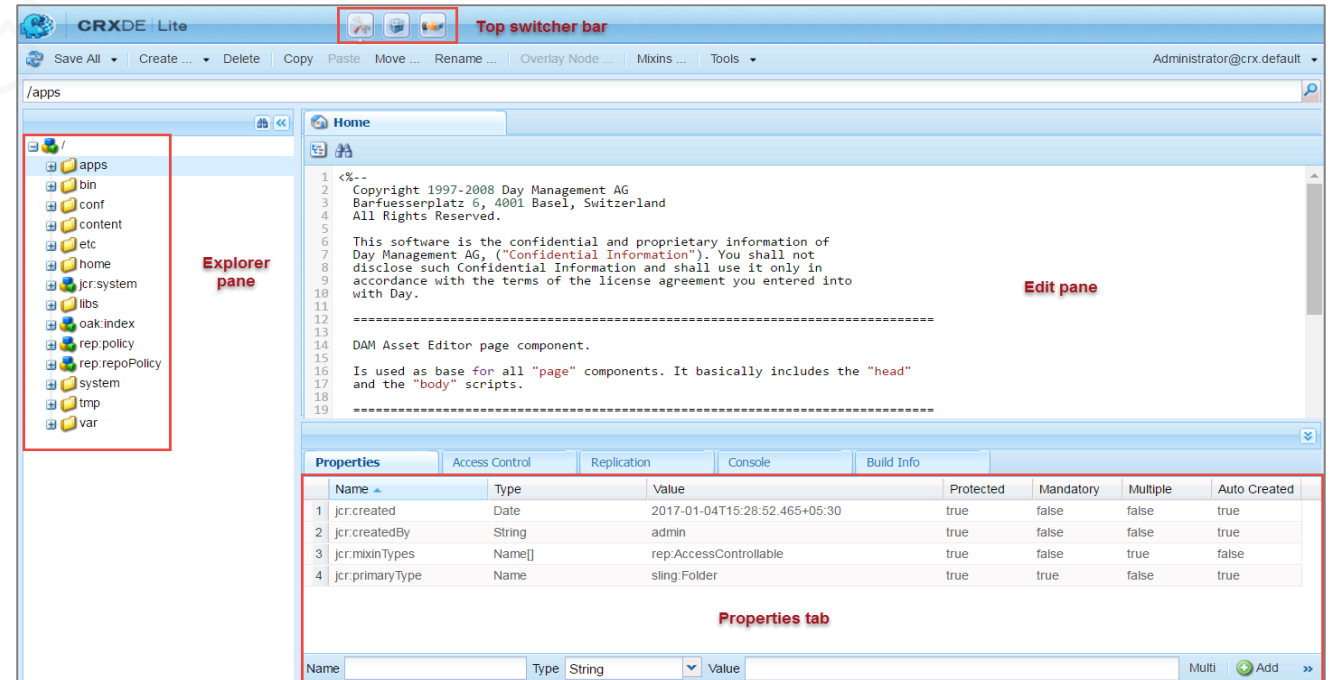 CRXDE Lite
Top switcher bar
Save All Create ... Delete Copy Paste Move ... Rename ... Overlay Node ... Mixins ... Tools Administrator@crx.default
/apps
Home
/
apps
bin
conf
content
etc
home
jcr:system
libs
oak:index
rep:policy
rep:repoPolicy
system
tmp
var
Explorer
pane
1 <%--
2 Copyright 1997-2008 Day Management AG
3 Barfuesserplatz 6, 4001 Basel, Switzerland
4 All Rights Reserved.
5
6 This software is the confidential and proprietary information of
7 Day Management AG, ("Confidential Information"). You shall not
8 disclose such Confidential Information and shall use it only in
9 accordance with the terms of the license agreement you entered into
10 with Day.
11
12 ==============================================================================
13
14 DAM Asset Editor page component.
15
16 Is used as base for all "page" components. It basically includes the "head"
17 and the "body" scripts.
18
19 ==============================================================================
Edit pane
Properties Access Control Replication Console Build Info
Name Type Value Protected Mandatory Multiple Auto Created
1 jcr:created Date 2017-01-04T15:28:52.465+05:30 true false false true
2 jcr:createdBy String admin true false false true
3 jcr:mixinTypes Name[] rep:AccessControllable true false true false
4 jcr:primaryType Name sling:Folder true true false true
Properties tab
Name Type String Value Multi Add »